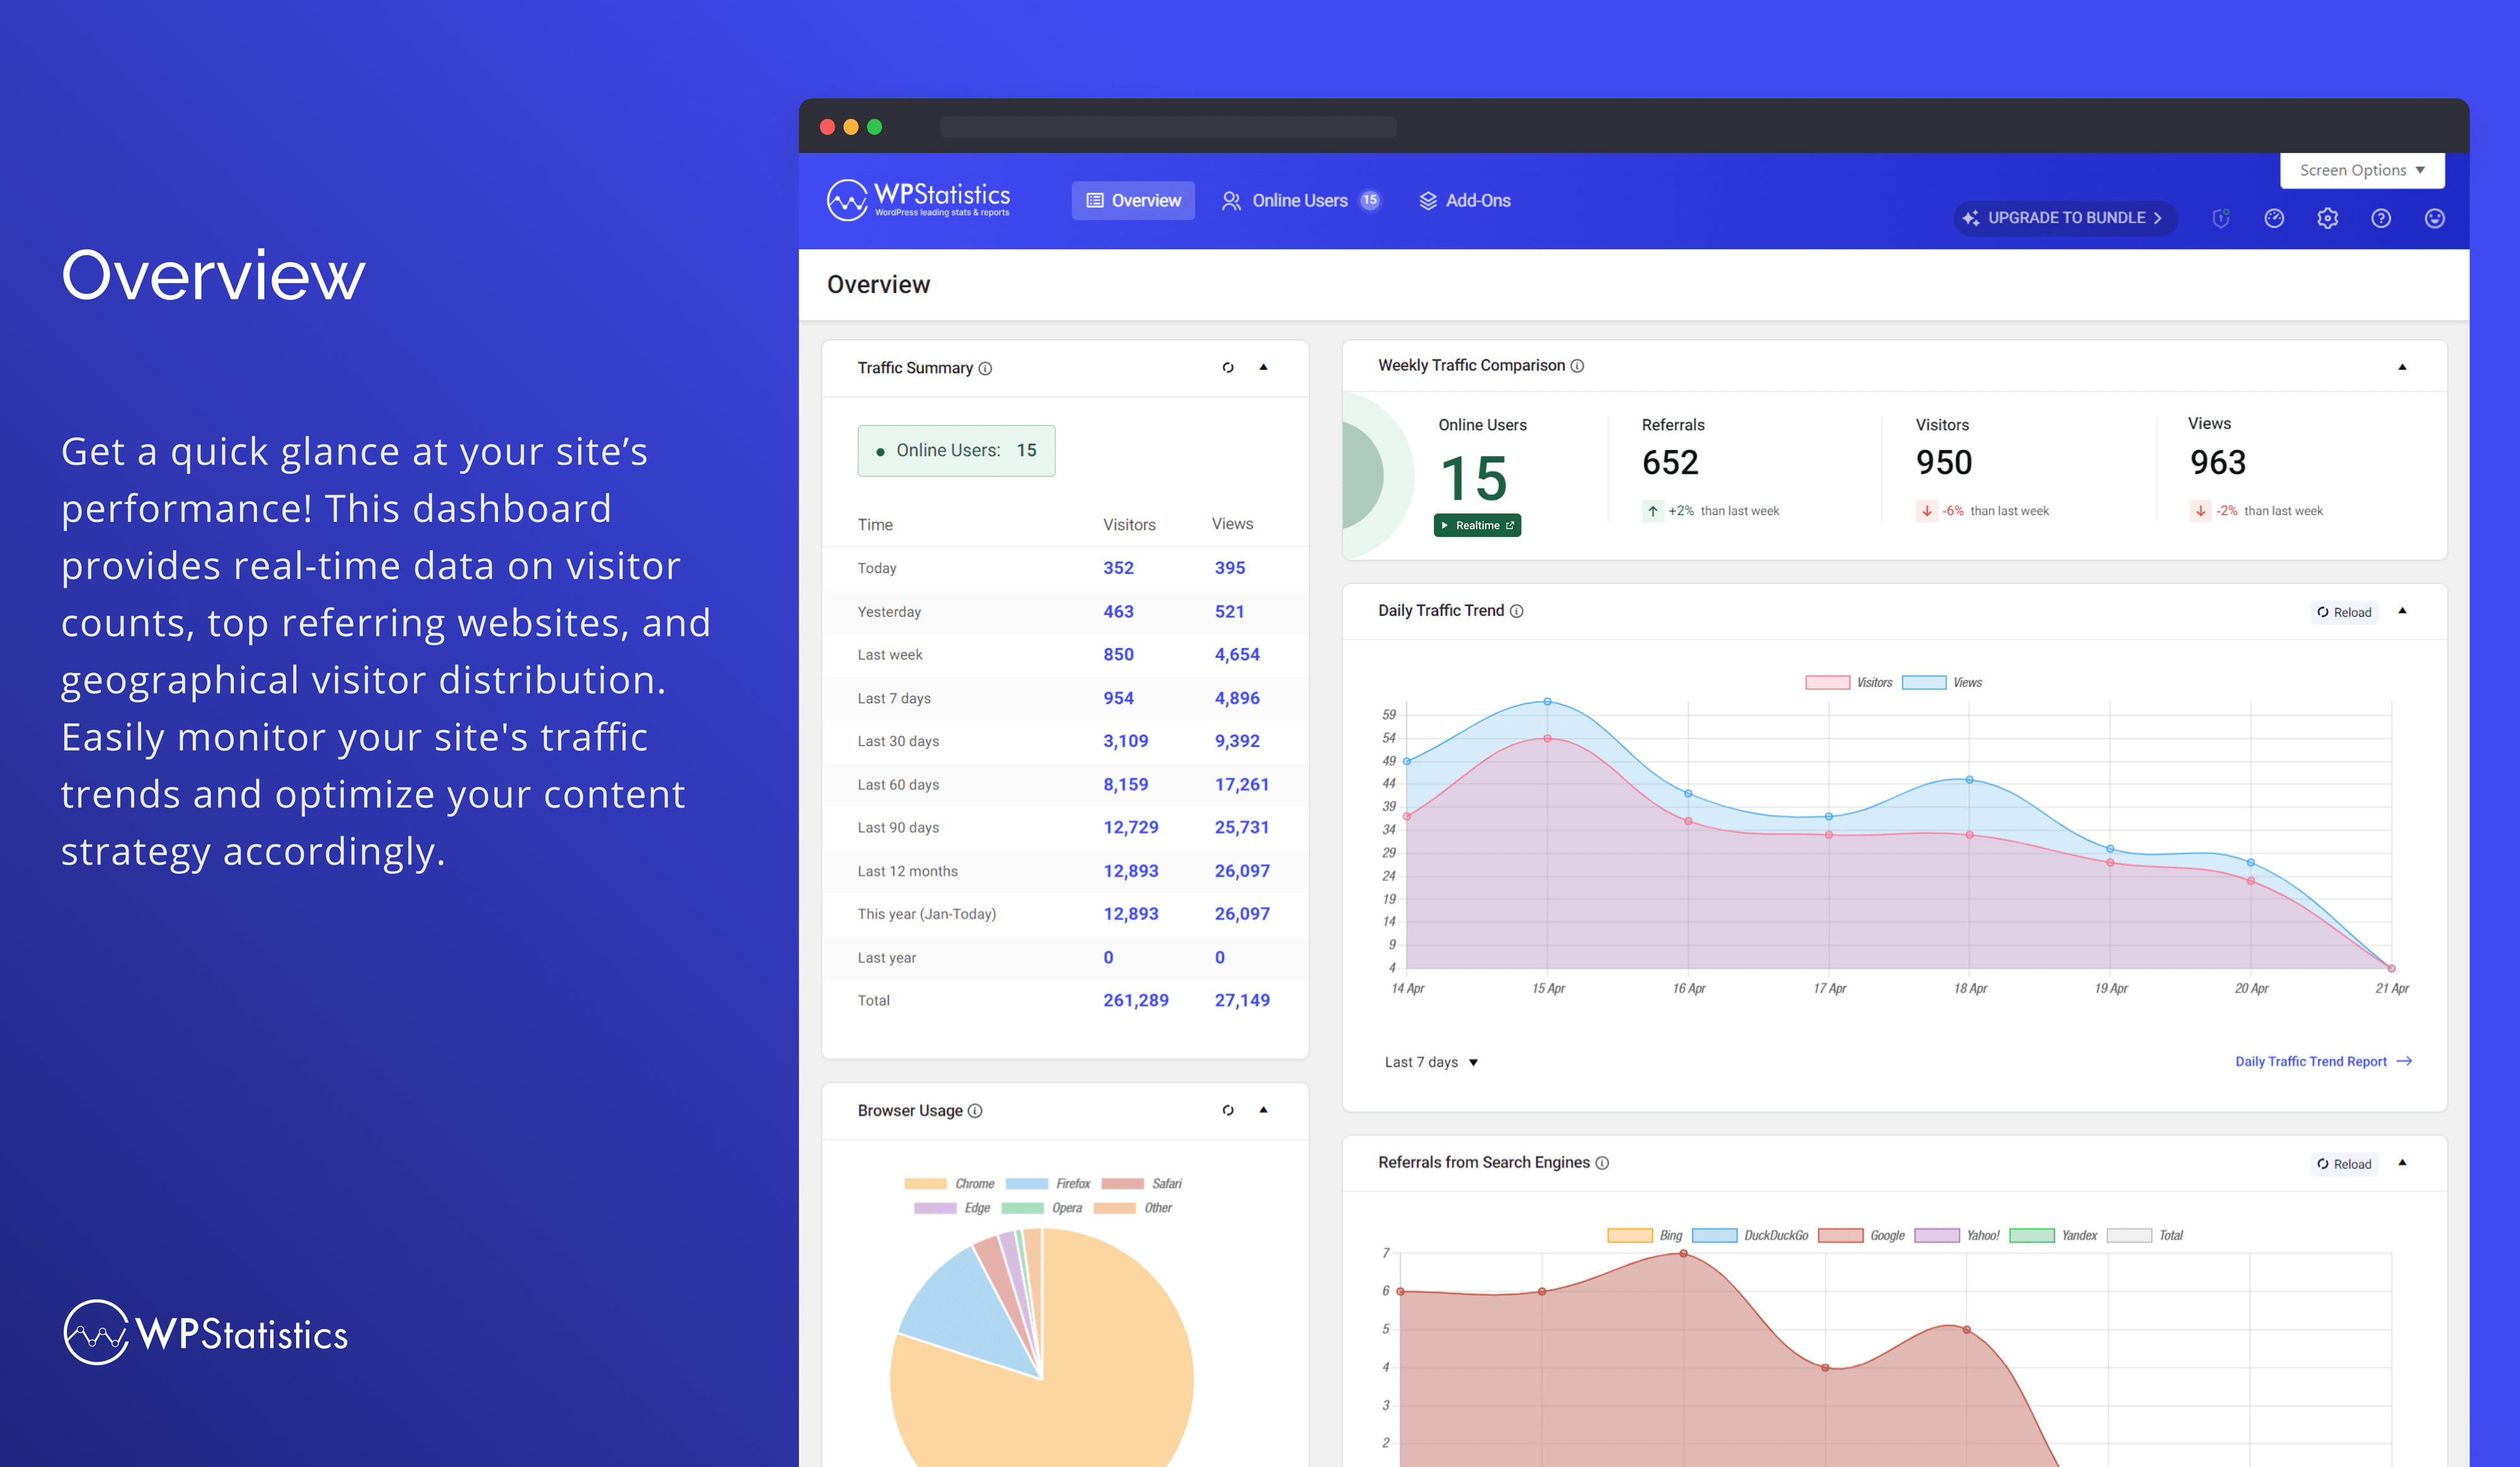 Overview
Get a quick glance at your site’s
performance! This dashboard
provides real-time data on visitor
counts, top referring websites, and
geographical visitor distribution.
Easily monitor your site's traffic
trends and optimize your content
strategy accordingly.
WPStatistics
WPStatistics
WordPress leading stats & reports
Overview
Online Users 15
Add-Ons
Screen Options
UPGRADE TO BUNDLE
Overview
Traffic Summary
Online Users: 15
Time Visitors Views
Today 352 395
Yesterday 463 521
Last week 850 4,654
Last 7 days 954 4,896
Last 30 days 3,109 9,392
Last 60 days 8,159 17,261
Last 90 days 12,729 25,731
Last 12 months 12,893 26,097
This year (Jan-Today) 12,893 26,097
Last year 0 0
Total 261,289 27,149
Browser Usage
Chrome Firefox Safari
Edge Opera Other
Weekly Traffic Comparison
Online Users
15
Realtime
Referrals
652
+2% than last week
Visitors
950
-6% than last week
Views
963
-2% than last week
Daily Traffic Trend
Reload
Visitors Views
59
54
49
44
39
34
29
24
19
14
9
4
14 Apr 15 Apr 16 Apr 17 Apr 18 Apr 19 Apr 20 Apr 21 Apr
Last 7 days
Daily Traffic Trend Report
Referrals from Search Engines
Reload
Bing DuckDuckGo Google Yahoo! Yandex Total
7
6
5
4
3
2